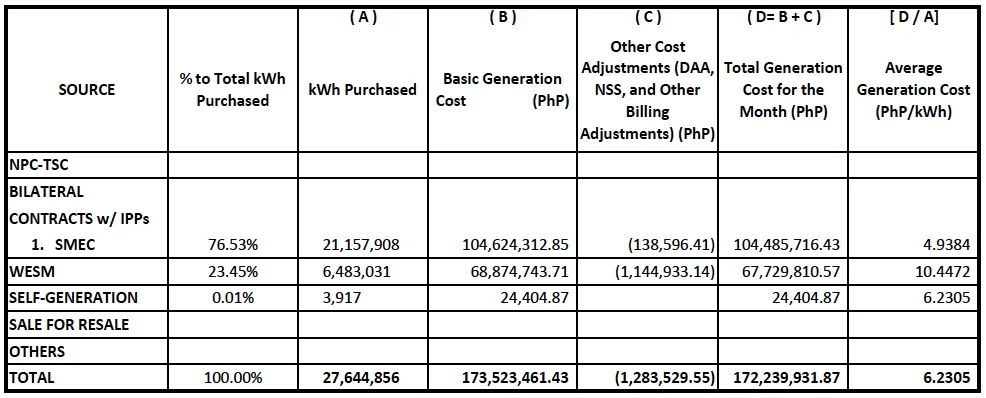 SOURCE | % to Total kWh Purchased | ( A ) kWh Purchased | ( B ) Basic Generation Cost (PhP) | ( C ) Other Cost Adjustments (DAA, NSS, and Other Billing Adjustments) (PhP) | ( D= B + C ) Total Generation Cost for the Month (PhP) | [ D / A] Average Generation Cost (PhP/kWh)
NPC-TSC
BILATERAL
CONTRACTS w/ IPPs
1. SMEC | 76.53% | 21,157,908 | 104,624,312.85 | (138,596.41) | 104,485,716.43 | 4.9384
WESM | 23.45% | 6,483,031 | 68,874,743.71 | (1,144,933.14) | 67,729,810.57 | 10.4472
SELF-GENERATION | 0.01% | 3,917 | 24,404.87 | 24,404.87 | 6.2305
SALE FOR RESALE
OTHERS
TOTAL | 100.00% | 27,644,856 | 173,523,461.43 | (1,283,529.55) | 172,239,931.87 | 6.2305